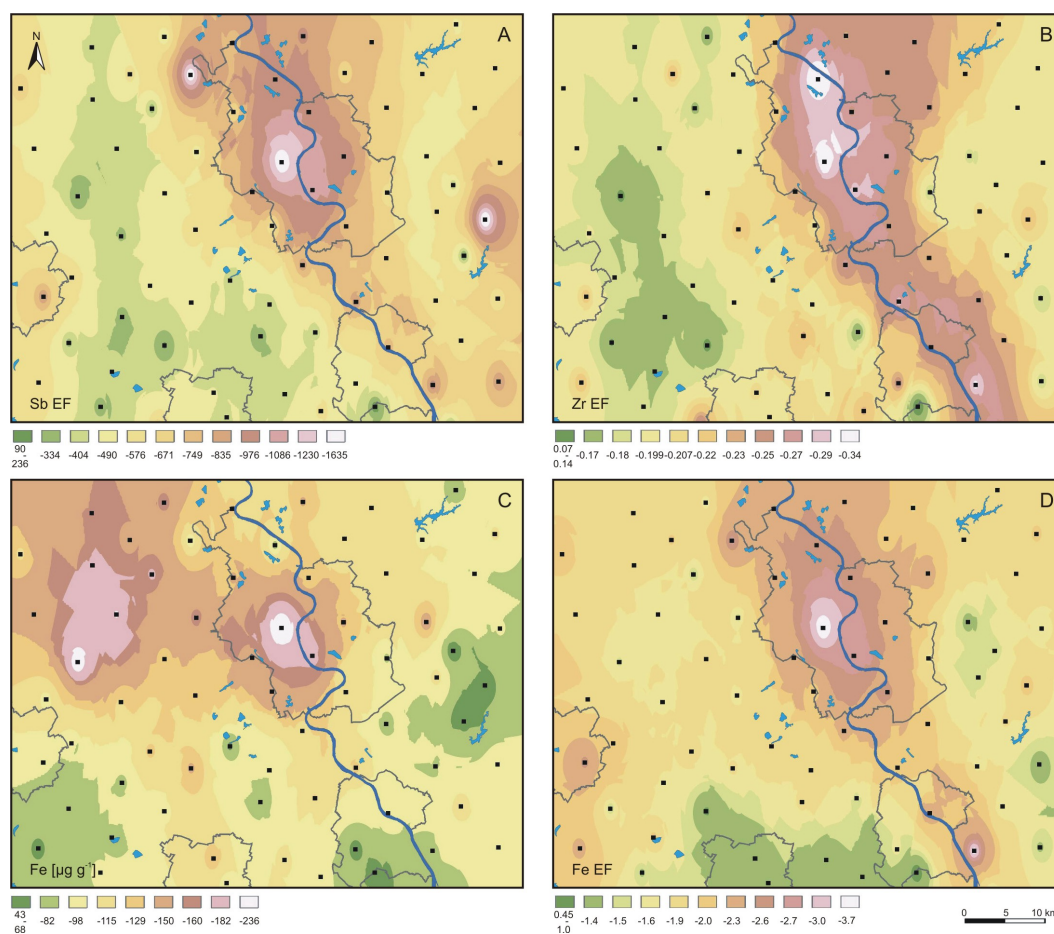 N
A
Sb EF
90
-
236
-334 -404 -490 -576 -671 -749 -835 -976 -1086 -1230 -1635
B
Zr EF
0.07
-
0.14
-0.17 -0.18 -0.199 -0.207 -0.22 -0.23 -0.25 -0.27 -0.29 -0.34
C
Fe [µg g⁻¹]
43
-
68
-82 -98 -115 -129 -150 -160 -182 -236
D
Fe EF
0.45
-
1.0
-1.4 -1.5 -1.6 -1.9 -2.0 -2.3 -2.6 -2.7 -3.0 -3.7
0 5 10 km